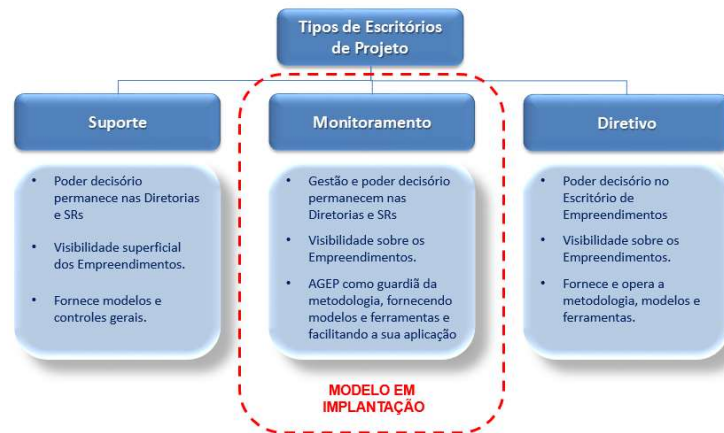 Tipos de Escritórios
de Projeto
Suporte
• Poder decisório
permanece nas Diretorias
e SRs
• Visibilidade superficial
dos Empreendimentos.
• Fornece modelos e
controles gerais.
Monitoramento
• Gestão e poder decisório
permanecem nas
Diretorias e SRs
• Visibilidade sobre os
Empreendimentos.
• AGEP como guardiã da
metodologia, fornecendo
modelos e ferramentas e
facilitando a sua aplicação
Diretivo
• Poder decisório no
Escritório de
Empreendimentos
• Visibilidade sobre os
Empreendimentos.
• Fornece e opera a
metodologia, modelos e
ferramentas.
MODELO EM
IMPLANTAÇÃO